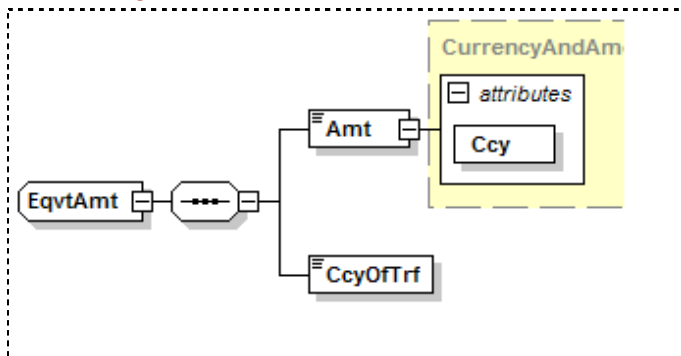 CurrencyAndAm
attributes
Amt
Ccy
EqvtAmt
CcyOfTrf